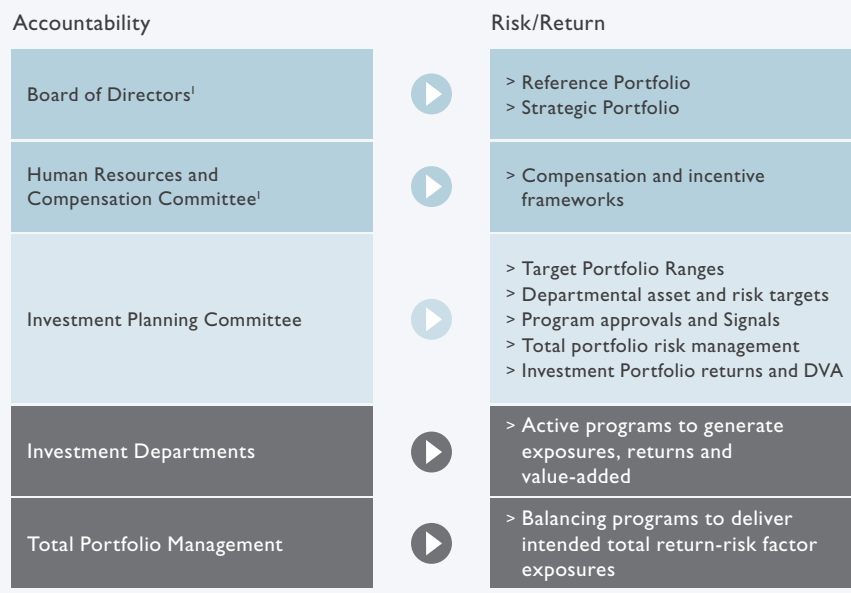 Accountability
Risk/Return
Board of Directors¹
> Reference Portfolio
> Strategic Portfolio
Human Resources and
Compensation Committee¹
> Compensation and incentive
frameworks
Investment Planning Committee
> Target Portfolio Ranges
> Departmental asset and risk targets
> Program approvals and Signals
> Total portfolio risk management
> Investment Portfolio returns and DVA
Investment Departments
> Active programs to generate
exposures, returns and
value-added
Total Portfolio Management
> Balancing programs to deliver
intended total return-risk factor
exposures